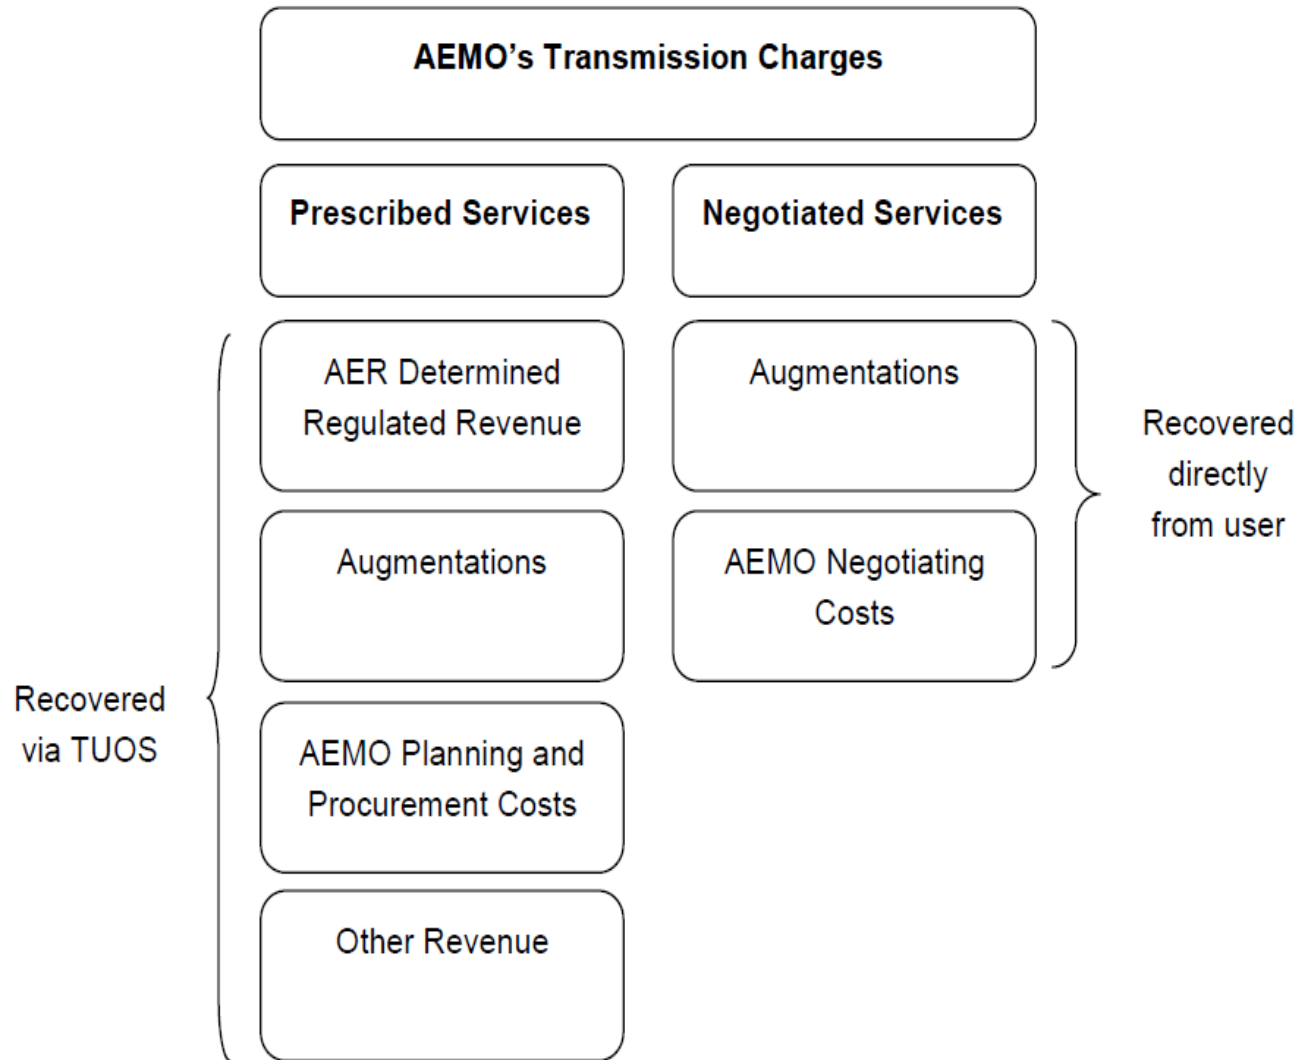 AEMO’s Transmission Charges
Prescribed Services
Negotiated Services
AER Determined
Regulated Revenue
Augmentations
Recovered
directly
from user
Augmentations
AEMO Negotiating
Costs
Recovered
via TUOS
AEMO Planning and
Procurement Costs
Other Revenue